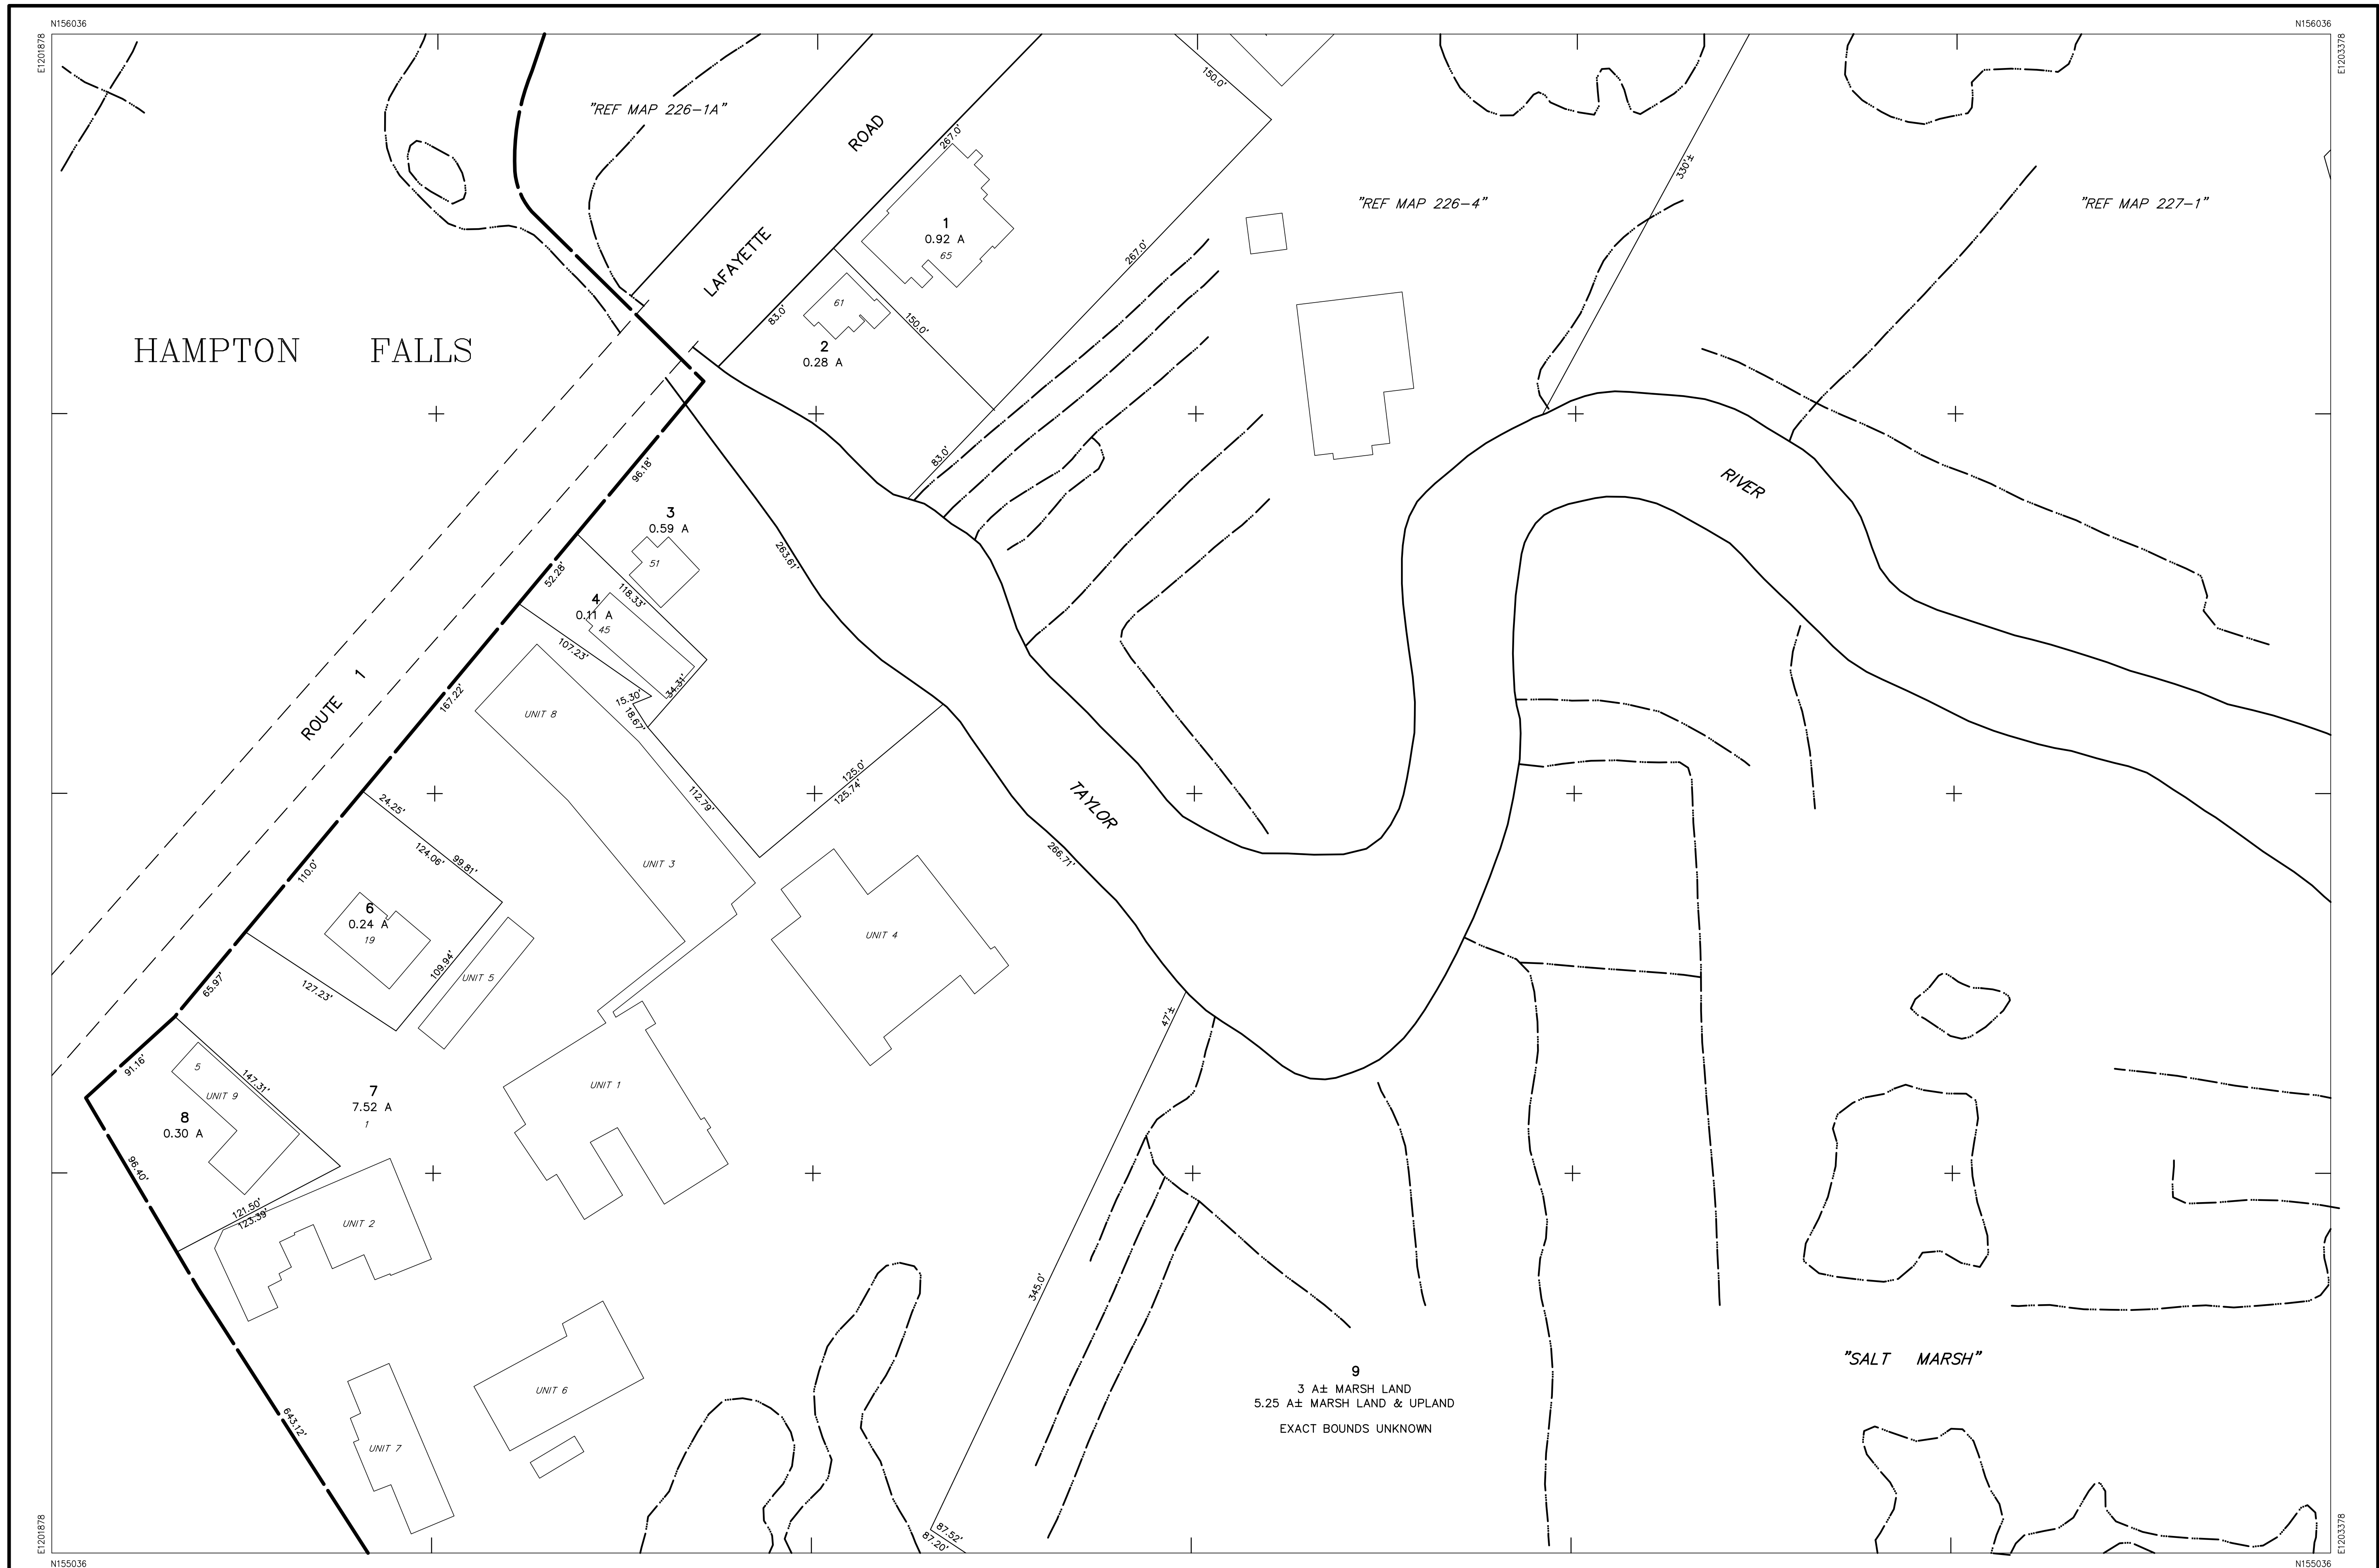 N156036
N156036
E1201878
E1203378
"REF MAP 226-1A"
150.0'
ROAD
267.0'
330'±
"REF MAP 226-4"
"REF MAP 227-1"
1
0.92 A
65
LAFAYETTE
267.0'
61
83.0'
150.0'
2
0.28 A
HAMPTON FALLS
83.0'
96.18'
RIVER
3
0.59 A
51
263.61'
52.28'
118.33'
4
0.11 A
45
107.23'
34.31'
15.30'
18.67'
167.22'
ROUTE 1
UNIT 8
125.0'
125.74'
112.79'
TAYLOR
24.25'
124.06'
99.81'
266.71'
UNIT 3
110.0'
6
0.24 A
19
UNIT 4
109.94'
UNIT 5
65.97'
127.23'
47'±
91.16'
5
UNIT 9
147.31'
UNIT 1
7
7.52 A
1
8
0.30 A
96.40'
121.50'
123.39'
UNIT 2
345.0'
"SALT MARSH"
9
3 A± MARSH LAND
5.25 A± MARSH LAND & UPLAND
EXACT BOUNDS UNKNOWN
UNIT 6
643.12'
UNIT 7
87.52'
87.20'
E1201878
E1203378
N155036
N155036